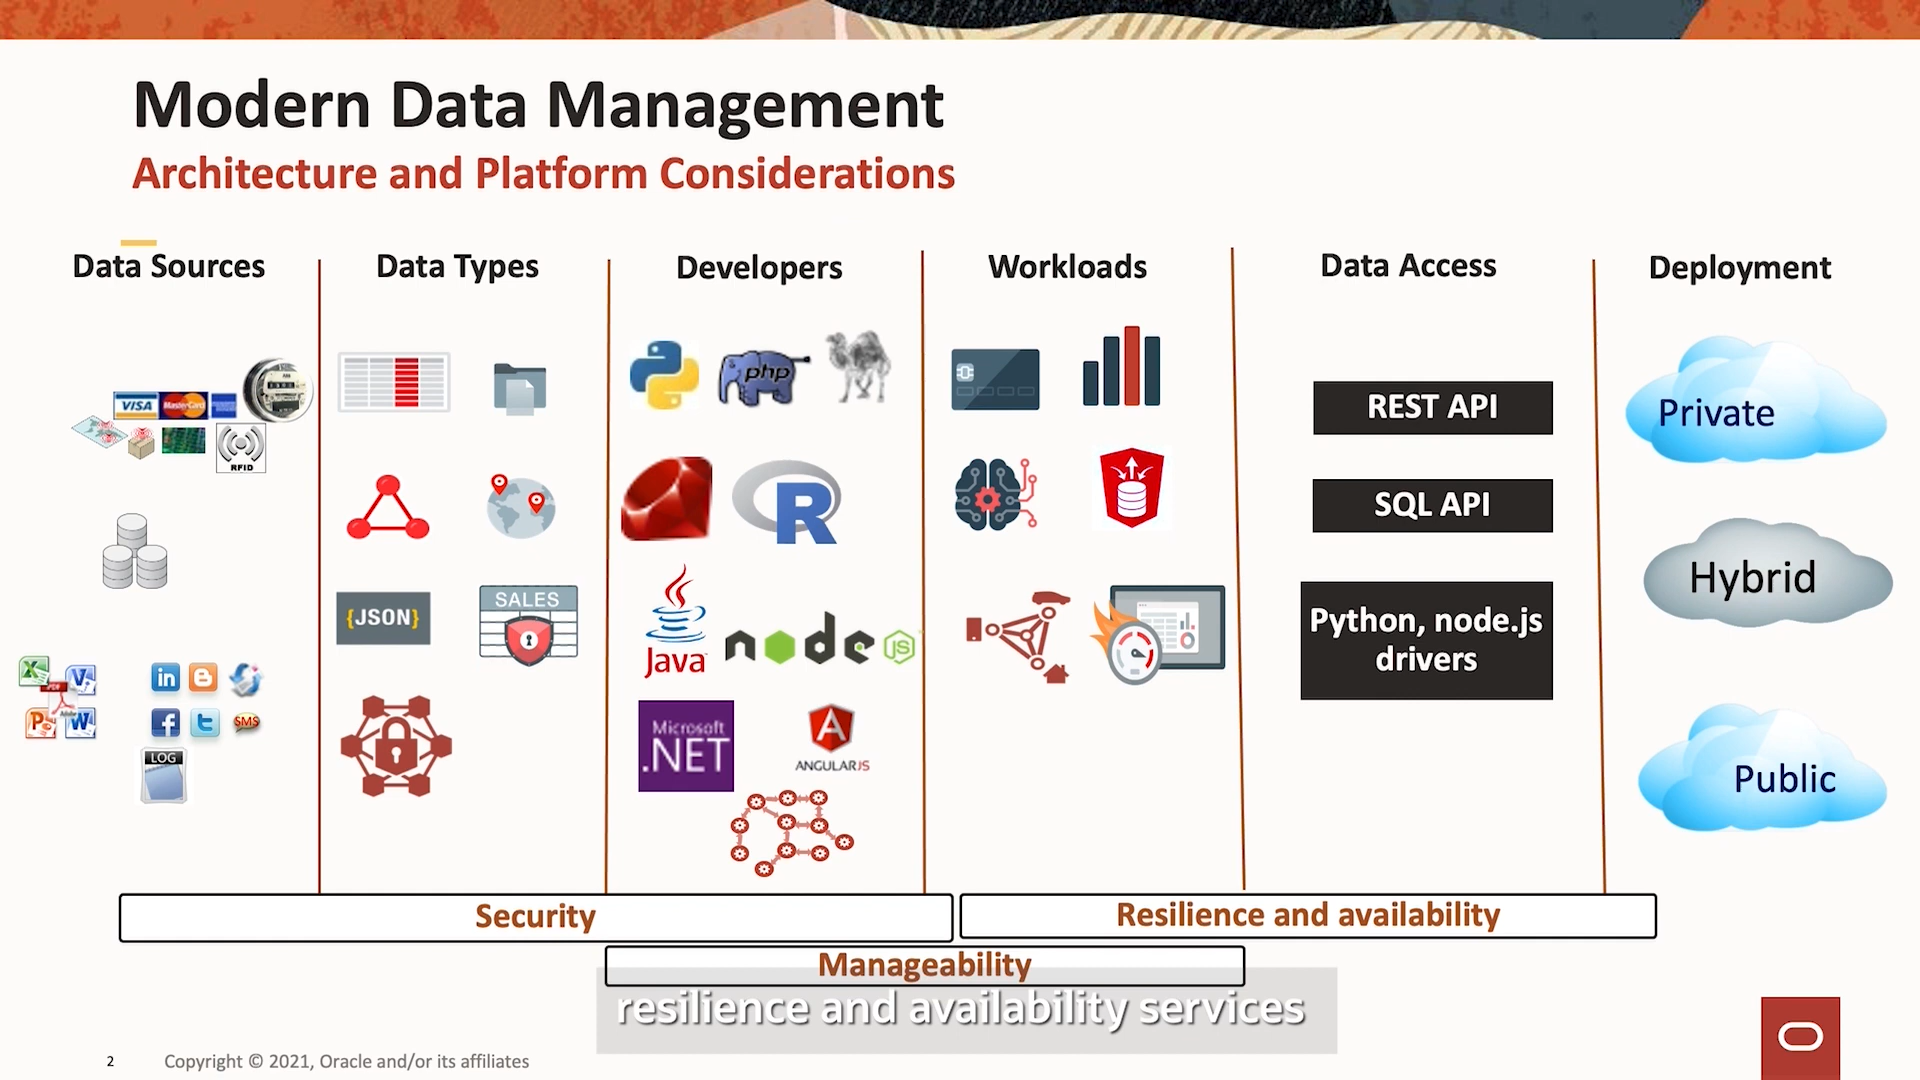 Modern Data Management
Architecture and Platform Considerations
Data Sources
Data Types
Developers
Workloads
Data Access
Deployment
VISA
MasterCard
RFID
LOG
SMS
Adobe
{JSON}
SALES
php
R
Java
node
JS
Microsoft
.NET
ANGULARJS
REST API
SQL API
Python, node.js
drivers
Private
Hybrid
Public
Security
Resilience and availability
Manageability
resilience and availability services
2
Copyright © 2021, Oracle and/or its affiliates